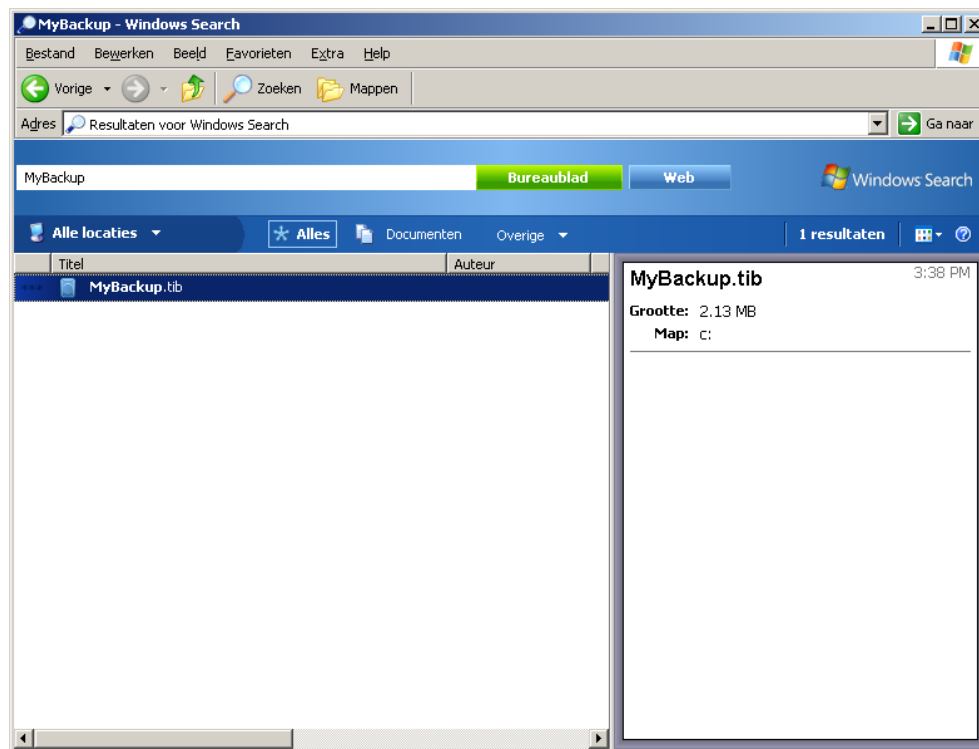 MyBackup - Windows Search
Bestand Bewerken Beeld Favorieten Extra Help
Vorige Zoeken Mappen
Adres Resultaten voor Windows Search Ga naar
MyBackup Bureaublad Web Windows Search
Alle locaties Alles Documenten Overige 1 resultaten
Titel Auteur
MyBackup.tib
MyBackup.tib 3:38 PM
Grootte: 2.13 MB
Map: c: